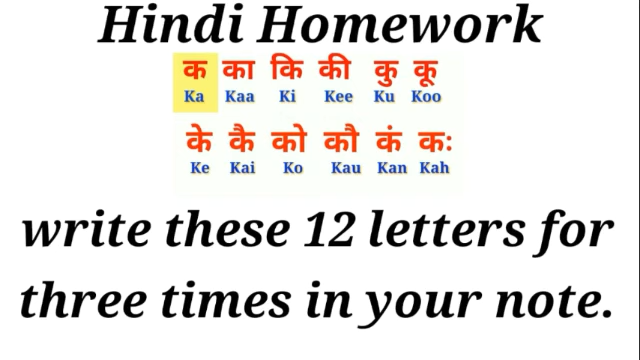 Hindi Homework
क का कि की कु कू
Ka Kaa Ki Kee Ku Koo
के कै को कौ कं कः
Ke Kai Ko Kau Kan Kah
write these 12 letters for
three times in your note.